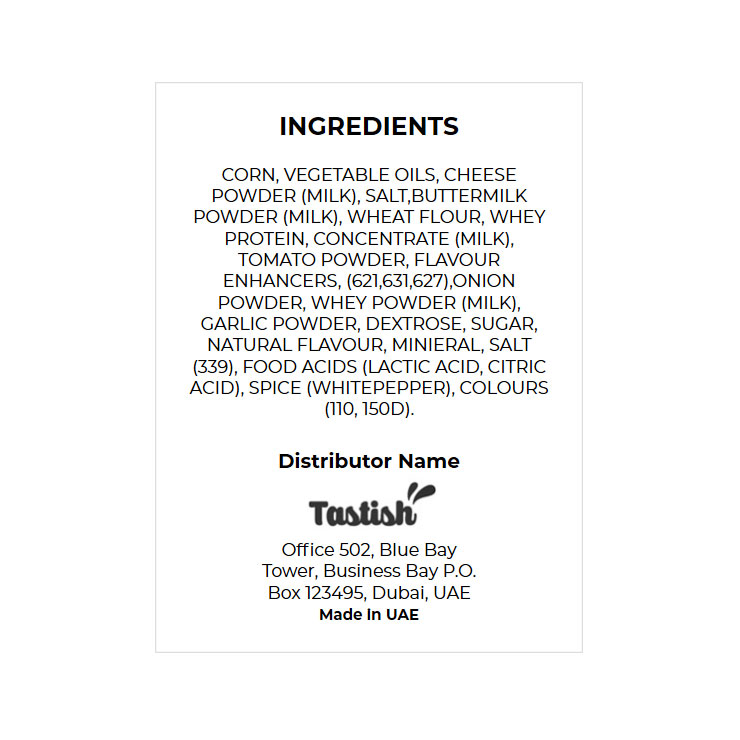 INGREDIENTS
CORN, VEGETABLE OILS, CHEESE
POWDER (MILK), SALT,BUTTERMILK
POWDER (MILK), WHEAT FLOUR, WHEY
PROTEIN, CONCENTRATE (MILK),
TOMATO POWDER, FLAVOUR
ENHANCERS, (621,631,627),ONION
POWDER, WHEY POWDER (MILK),
GARLIC POWDER, DEXTROSE, SUGAR,
NATURAL FLAVOUR, MINIERAL, SALT
(339), FOOD ACIDS (LACTIC ACID, CITRIC
ACID), SPICE (WHITEPEPPER), COLOURS
(110, 150D).
Distributor Name
Tastish
Office 502, Blue Bay
Tower, Business Bay P.O.
Box 123495, Dubai, UAE
Made in UAE